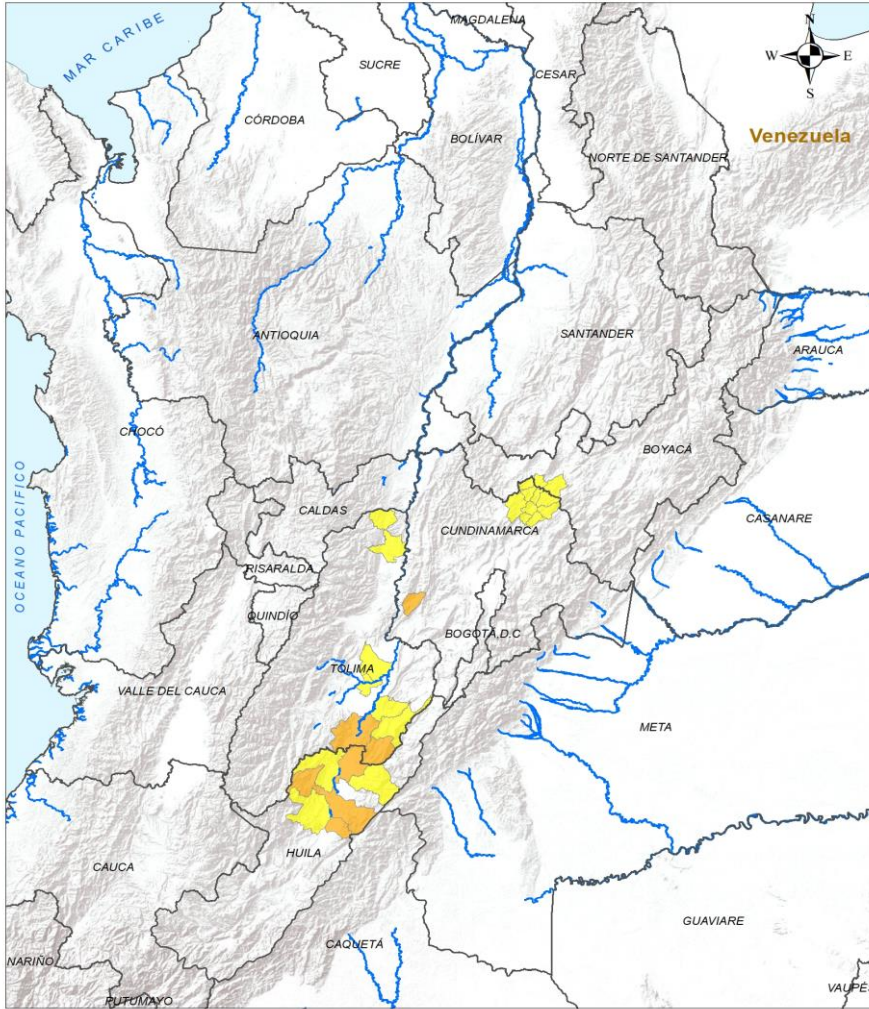 MAGDALENA
N
MAR CARIBE
SUCRE
CESAR
W
E
S
CÓRDOBA
BOLÍVAR
Venezuela
NORTE DE SANTANDER
ANTIOQUIA
SANTANDER
ARAUCA
CHOCÓ
BOYACÁ
OCEANO PACIFICO
CALDAS
CUNDINAMARCA
CASANARE
RISARALDA
QUINDÍO
BOGOTÁ, D.C
TOLIMA
VALLE DEL CAUCA
META
HUILA
CAUCA
GUAVIARE
CAQUETÁ
NARIÑO
VAUPÉS
PUTUMAYO